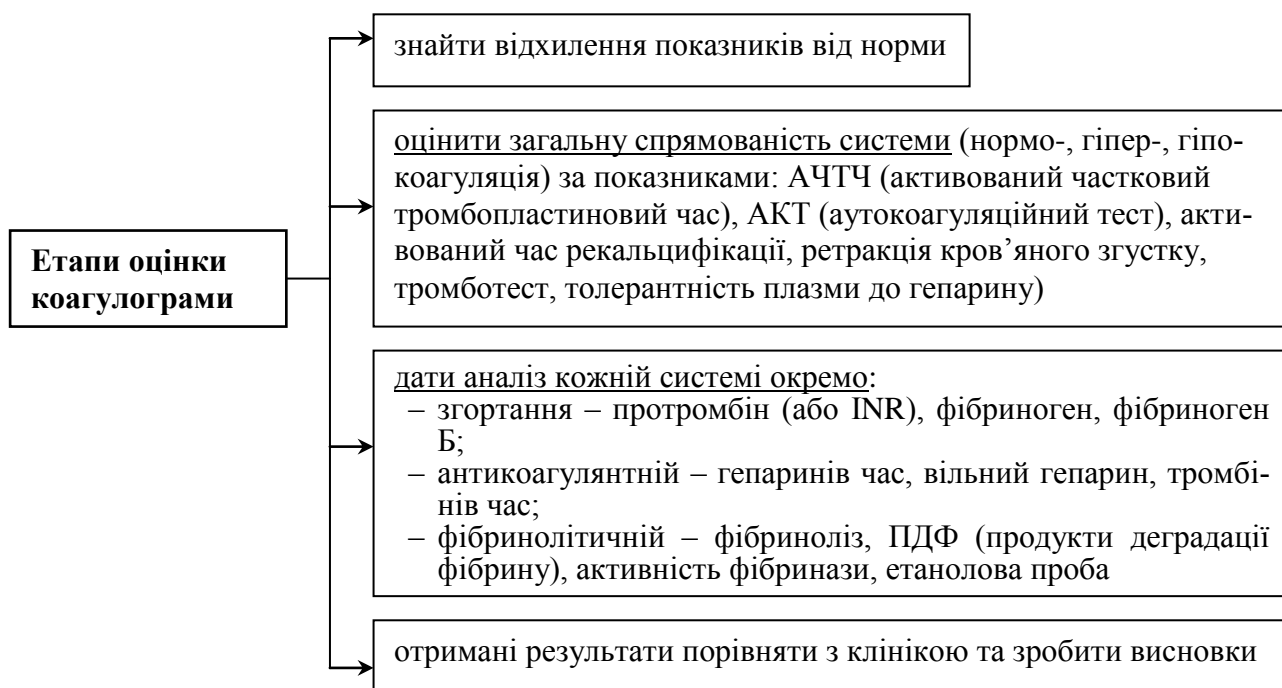 знайти відхилення показників від норми
оцінити загальну спрямованість системи (нормо-, гіпер-, гіпо-
коагуляція) за показниками: АЧТЧ (активований частковий
тромбопластиновий час), АКТ (аутокоагуляційний тест), акти-
вований час рекальцифікації, ретракція кров’яного згустку,
тромботест, толерантність плазми до гепарину)
Етапи оцінки
коагулограми
дати аналіз кожній системі окремо:
– згортання – протромбін (або INR), фібриноген, фібриноген
Б;
– антикоагулянтній – гепаринів час, вільний гепарин, тромбі-
нів час;
– фібринолітичній – фібриноліз, ПДФ (продукти деградації
фібрину), активність фібринази, етанолова проба
отримані результати порівняти з клінікою та зробити висновки